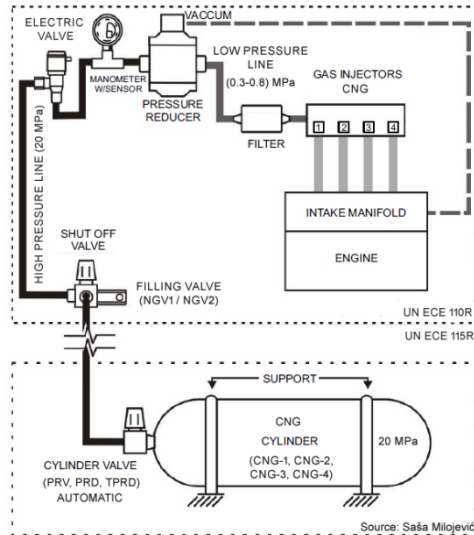 ELECTRIC
VALVE
VACCUM
MANOMETER
W/SENSOR
PRESSURE
REDUCER
LOW PRESSURE
LINE
(0.3-0.8) MPa
FILTER
GAS INJECTORS
CNG
1 2 3 4
INTAKE MANIFOLD
ENGINE
HIGH PRESSURE LINE (20 MPa)
SHUT OFF
VALVE
FILLING VALVE
(NGV1 / NGV2)
UN ECE 110R
UN ECE 115R
SUPPORT
CNG
CYLINDER
(CNG-1, CNG-2,
CNG-3, CNG-4)
20 MPa
CYLINDER VALVE
(PRV, PRD, TPRD)
AUTOMATIC
Source: Saša Milojević